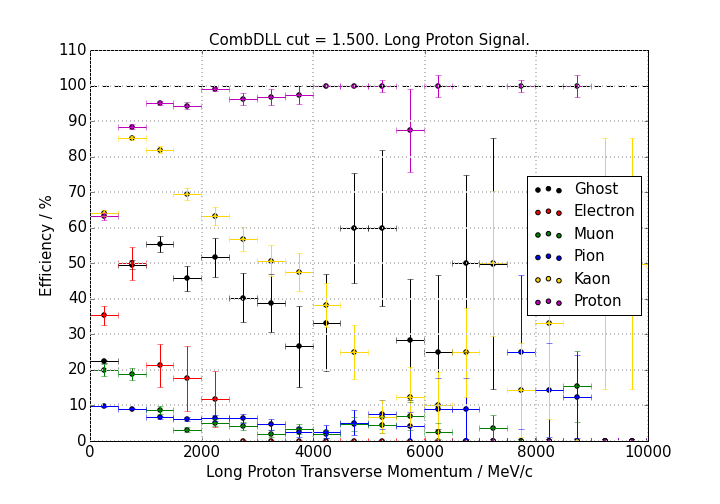 CombDLL cut = 1.500. Long Proton Signal.
110
100
90
80
70
60
50
40
30
20
10
0
Efficiency / %
Ghost
Electron
Muon
Pion
Kaon
Proton
0
2000
4000
6000
8000
10000
Long Proton Transverse Momentum / MeV/c